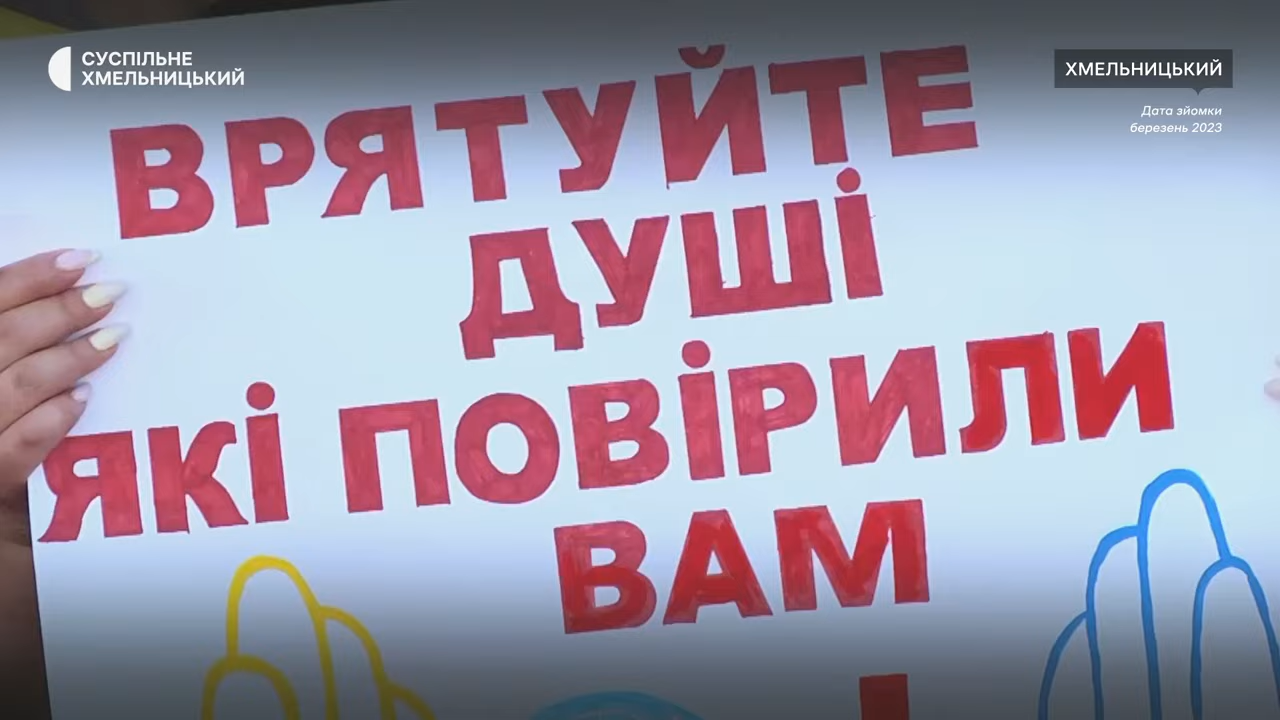 СУСПІЛЬНЕ
ХМЕЛЬНИЦЬКИЙ
ХМЕЛЬНИЦЬКИЙ
Дата зйомки
березень 2023
ВРЯТУЙТЕ
ДУШІ
ЯКІ ПОВІРИЛИ
ВАМ
!